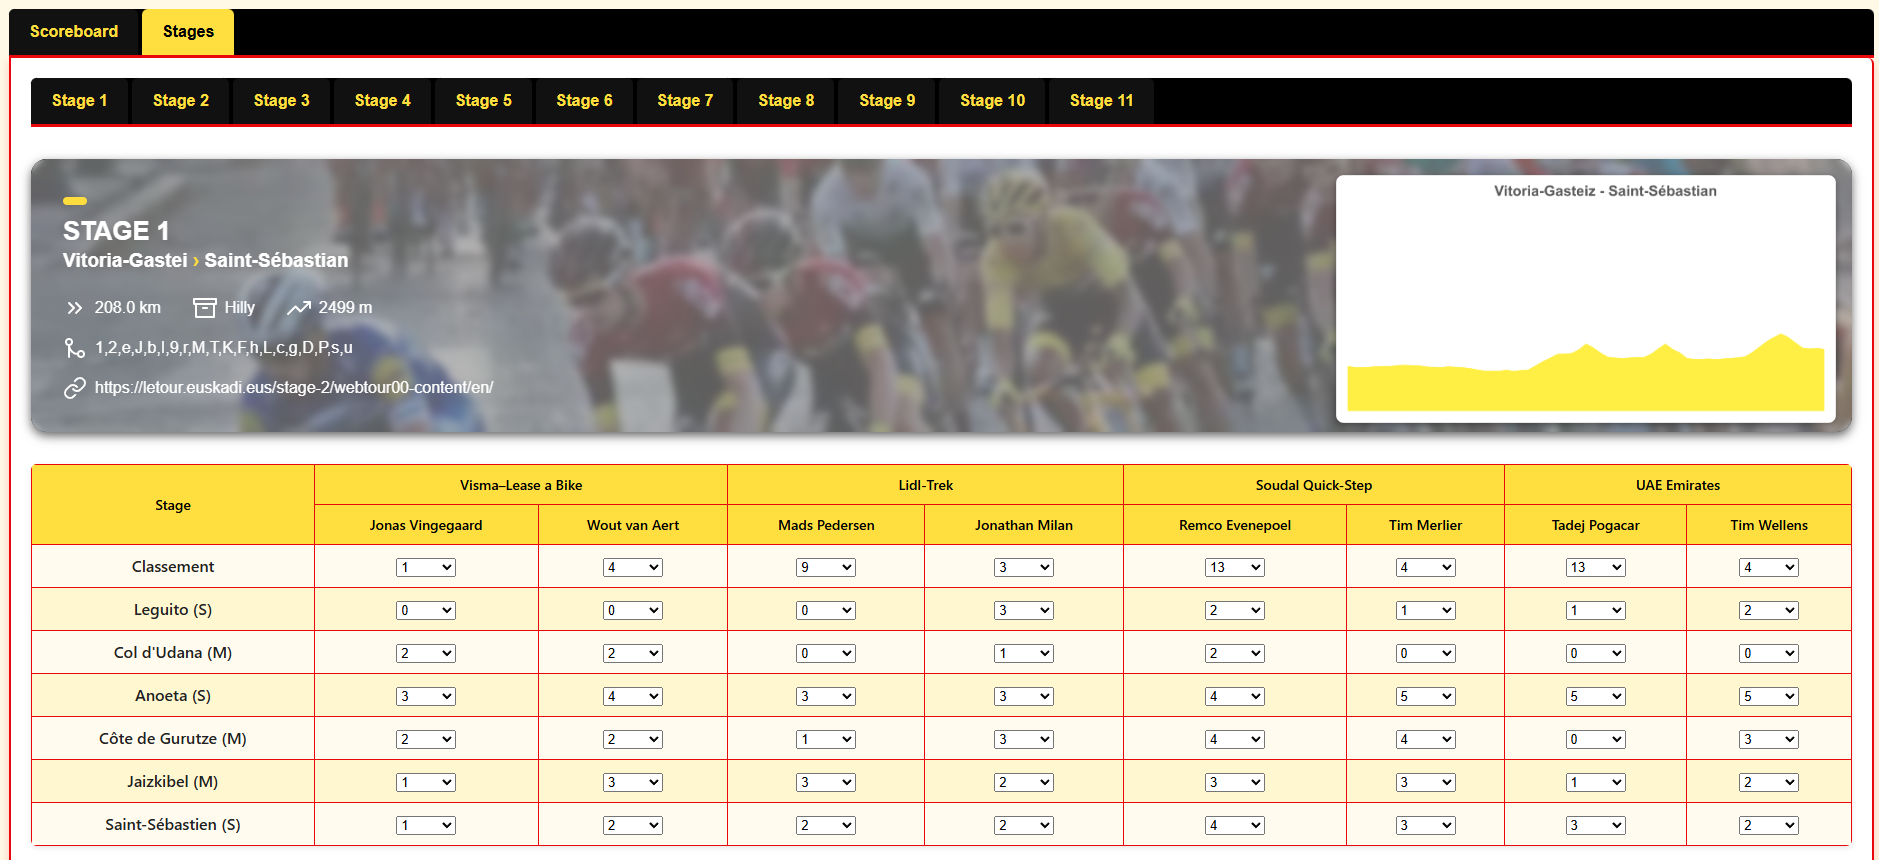 Scoreboard Stages
Stage 1 Stage 2 Stage 3 Stage 4 Stage 5 Stage 6 Stage 7 Stage 8 Stage 9 Stage 10 Stage 11
STAGE 1
Vitoria-Gastei › Saint-Sébastian
208.0 km Hilly 2499 m
1,2,e,J,b,I,9,r,M,T,K,F,h,L,c,g,D,P,s,u
https://letour.euskadi.eus/stage-2/webtour00-content/en/
Vitoria-Gasteiz - Saint-Sébastian
Stage Visma–Lease a Bike Lidl-Trek Soudal Quick-Step UAE Emirates
Jonas Vingegaard Wout van Aert Mads Pedersen Jonathan Milan Remco Evenepoel Tim Merlier Tadej Pogacar Tim Wellens
Classement 1 4 9 3 13 4 13 4
Leguito (S) 0 0 0 3 2 1 1 2
Col d'Udana (M) 2 2 0 1 2 0 0 0
Anoeta (S) 3 4 3 3 4 5 5 5
Côte de Gurutze (M) 2 2 1 3 4 4 0 3
Jaizkibel (M) 1 3 3 2 3 3 1 2
Saint-Sébastien (S) 1 2 2 2 4 3 3 2